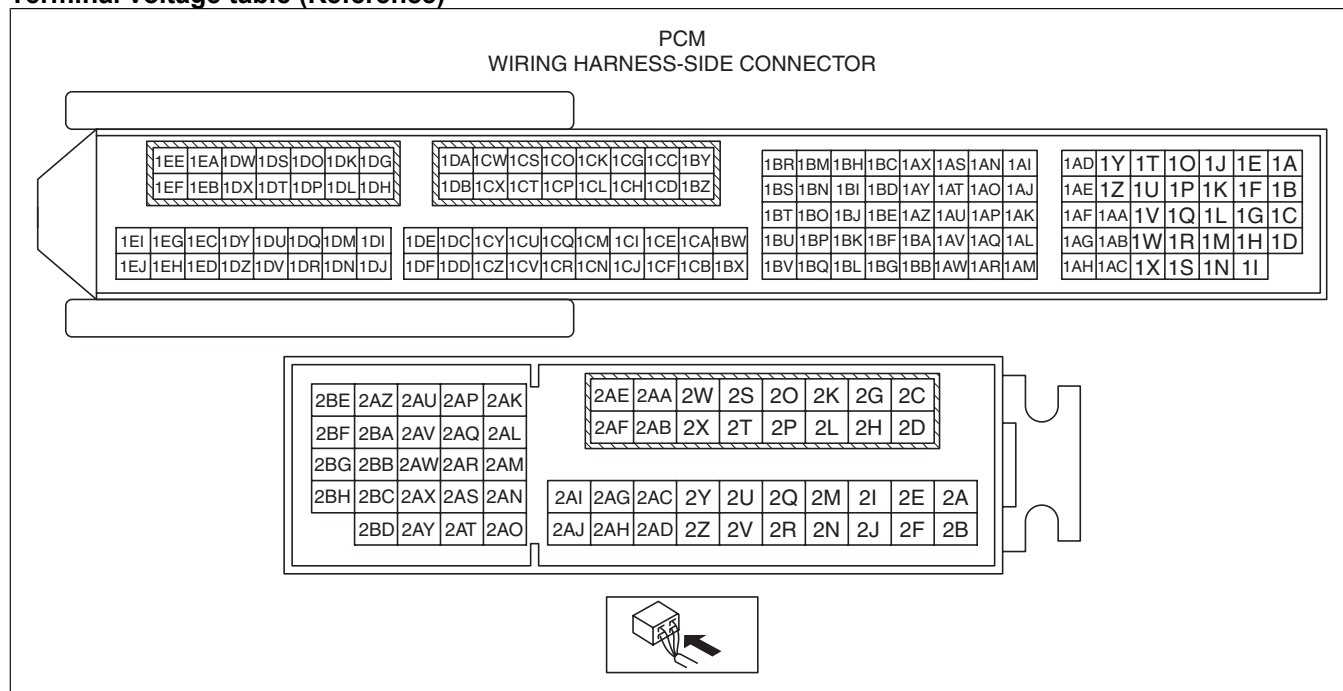 Terminal Voltage table (Reference)
PCM
WIRING HARNESS-SIDE CONNECTOR
1EE 1EA 1DW 1DS 1DO 1DK 1DG
1EF 1EB 1DX 1DT 1DP 1DL 1DH
1EI 1EG 1EC 1DY 1DU 1DQ 1DM 1DI
1EJ 1EH 1ED 1DZ 1DV 1DR 1DN 1DJ
1DA 1CW 1CS 1CO 1CK 1CG 1CC 1BY
1DB 1CX 1CT 1CP 1CL 1CH 1CD 1BZ
1DE 1DC 1CY 1CU 1CQ 1CM 1CI 1CE 1CA 1BW
1DF 1DD 1CZ 1CV 1CR 1CN 1CJ 1CF 1CB 1BX
1BR 1BM 1BH 1BC 1AX 1AS 1AN 1AI
1BS 1BN 1BI 1BD 1AY 1AT 1AO 1AJ
1BT 1BO 1BJ 1BE 1AZ 1AU 1AP 1AK
1BU 1BP 1BK 1BF 1BA 1AV 1AQ 1AL
1BV 1BQ 1BL 1BG 1BB 1AW 1AR 1AM
1AD 1Y 1T 1O 1J 1E 1A
1AE 1Z 1U 1P 1K 1F 1B
1AF 1AA 1V 1Q 1L 1G 1C
1AG 1AB 1W 1R 1M 1H 1D
1AH 1AC 1X 1S 1N 1I
2BE 2AZ 2AU 2AP 2AK
2BF 2BA 2AV 2AQ 2AL
2BG 2BB 2AW 2AR 2AM
2BH 2BC 2AX 2AS 2AN
2BD 2AY 2AT 2AO
2AE 2AA 2W 2S 2O 2K 2G 2C
2AF 2AB 2X 2T 2P 2L 2H 2D
2AI 2AG 2AC 2Y 2U 2Q 2M 2I 2E 2A
2AJ 2AH 2AD 2Z 2V 2R 2N 2J 2F 2B